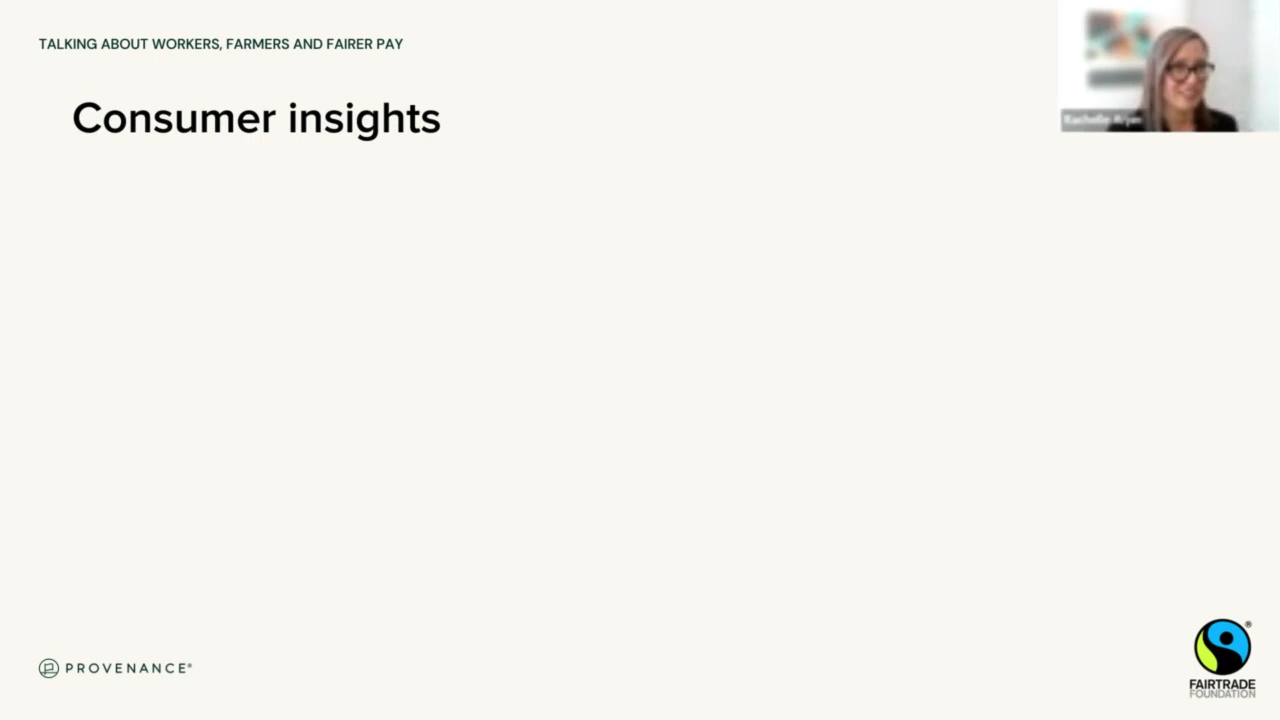 TALKING ABOUT WORKERS, FARMERS AND FAIRER PAY
Consumer insights
PROVENANCE®
®
FAIRTRADE
FOUNDATION